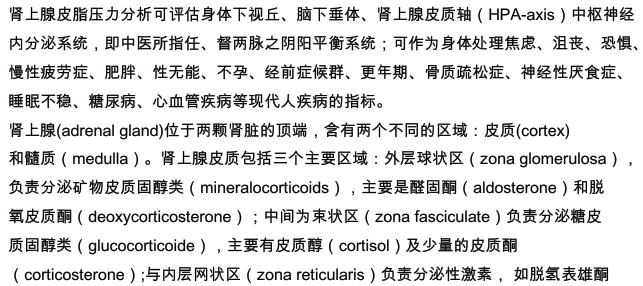 肾上腺皮脂压力分析可评估身体下视丘、脑下垂体、肾上腺皮质轴（HPA-axis）中枢神经
内分泌系统，即中医所指任、督两脉之阴阳平衡系统；可作为身体处理焦虑、沮丧、恐惧、
慢性疲劳症、肥胖、性无能、不孕、经前症候群、更年期、骨质疏松症、神经性厌食症、
睡眠不稳、糖尿病、心血管疾病等现代人疾病的指标。
肾上腺(adrenal gland)位于两颗肾脏的顶端，含有两个不同的区域：皮质(cortex)
和髓质（medulla）。肾上腺皮质包括三个主要区域：外层球状区（zona glomerulosa），
负责分泌矿物皮质固醇类（mineralocorticoids），主要是醛固酮（aldosterone）和脱
氧皮质酮（deoxycorticosterone）；中间为束状区（zona fasciculate）负责分泌糖皮
质固醇类（glucocorticoide），主要有皮质醇（cortisol）及少量的皮质酮
（corticosterone）;与内层网状区（zona reticularis）负责分泌性激素， 如脱氢表雄酮